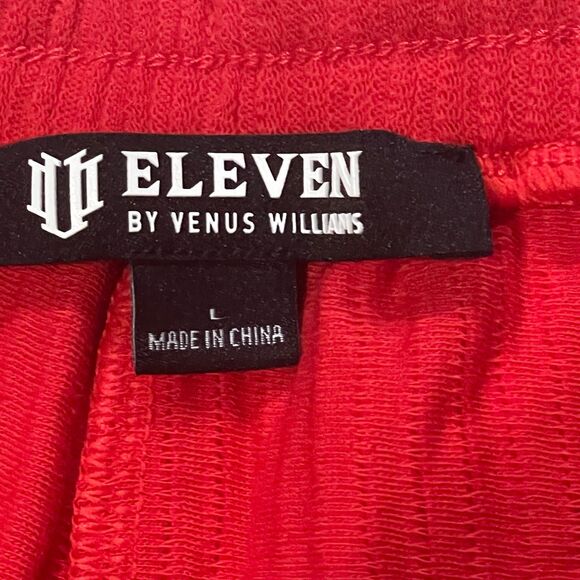 ELEVEN
BY VENUS WILLIAMS
L
MADE IN CHINA